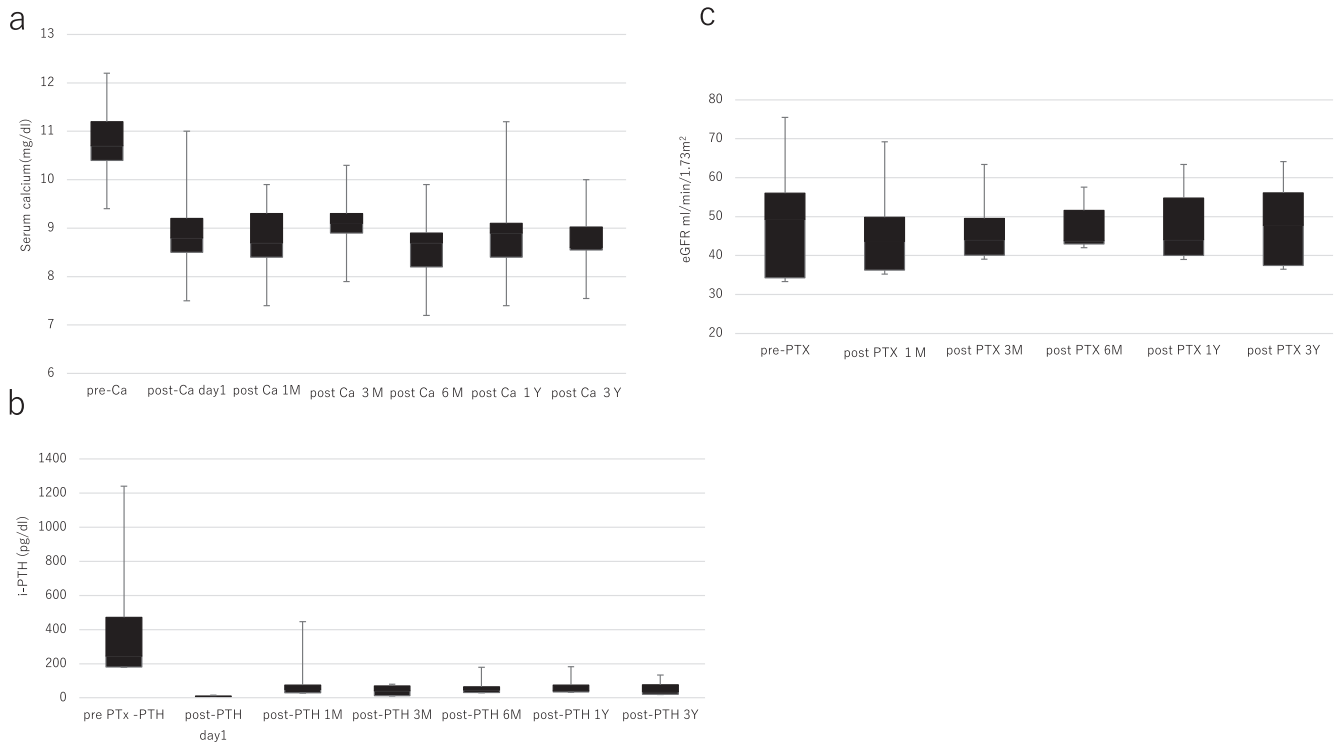 a
13
12
11
10
9
8
7
6
Serum calcium(mg/dl)
pre-Ca
post-Ca day1
post Ca 1M
post Ca 3 M
post Ca 6 M
post Ca 1 Y
post Ca 3 Y
b
1400
1200
1000
800
600
400
200
0
i-PTH (pg/dl)
pre PTx -PTH
post-PTH
day1
post-PTH 1M
post-PTH 3M
post-PTH 6M
post-PTH 1Y
post-PTH 3Y
c
80
70
60
50
40
30
20
eGFR ml/min/1.73m²
pre-PTX
post PTX 1 M
post PTX 3M
post PTX 6M
post PTX 1Y
post PTX 3Y